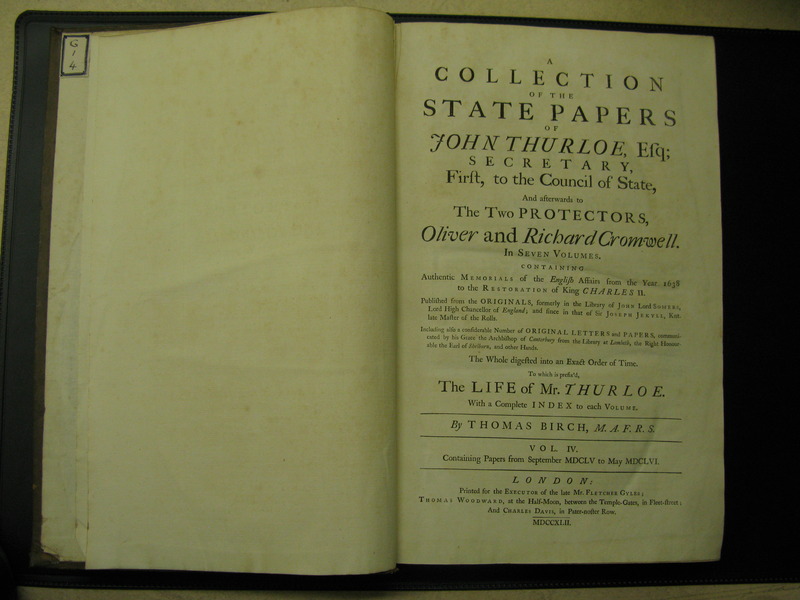 G
1
4
A
COLLECTION
OF THE
STATE PAPERS
OF
JOHN THURLOE, Eſq;
SECRETARY,
Firſt, to the Council of State,
And afterwards to
The Two PROTECTORS,
Oliver and Richard Cromwell.
In SEVEN VOLUMES.
CONTAINING
Authentic MEMORIALS of the Engliſh Affairs from the Year 1638
to the RESTORATION of King CHARLES II.
Publiſhed from the ORIGINALS, formerly in the Library of JOHN Lord SOMERS,
Lord High Chancellor of England; and ſince in that of Sir JOSEPH JEKYLL, Knt.
late Maſter of the Rolls.
Including alſo a conſiderable Number of ORIGINAL LETTERS and PAPERS, communi-
cated by his Grace the Archbiſhop of Canterbury from the Library at Lambeth, the Right Honour-
able the Earl of Shelburn, and other Hands.
The Whole digeſted into an Exact Order of Time.
To which is prefix'd,
The LIFE of Mr. THURLOE.
With a Complete INDEX to each VOLUME.
By THOMAS BIRCH, M. A. F. R. S.
VOL. IV.
Containing Papers from September MDCLV to May MDCLVI.
LONDON:
Printed for the EXECUTOR of the late Mr. FLETCHER GYLES;
THOMAS WOODWARD, at the Half-Moon, between the Temple-Gates, in Fleet-ſtreet;
And CHARLES DAVIS, in Pater-noſter Row.
MDCCXLII.